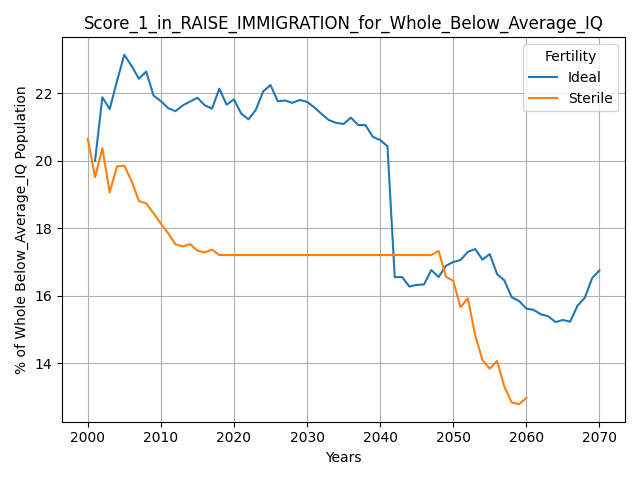 Score_1_in_RAISE_IMMIGRATION_for_Whole_Below_Average_IQ
Fertility
Ideal
Sterile
% of Whole Below_Average_IQ Population
22
20
18
16
14
2000 2010 2020 2030 2040 2050 2060 2070
Years